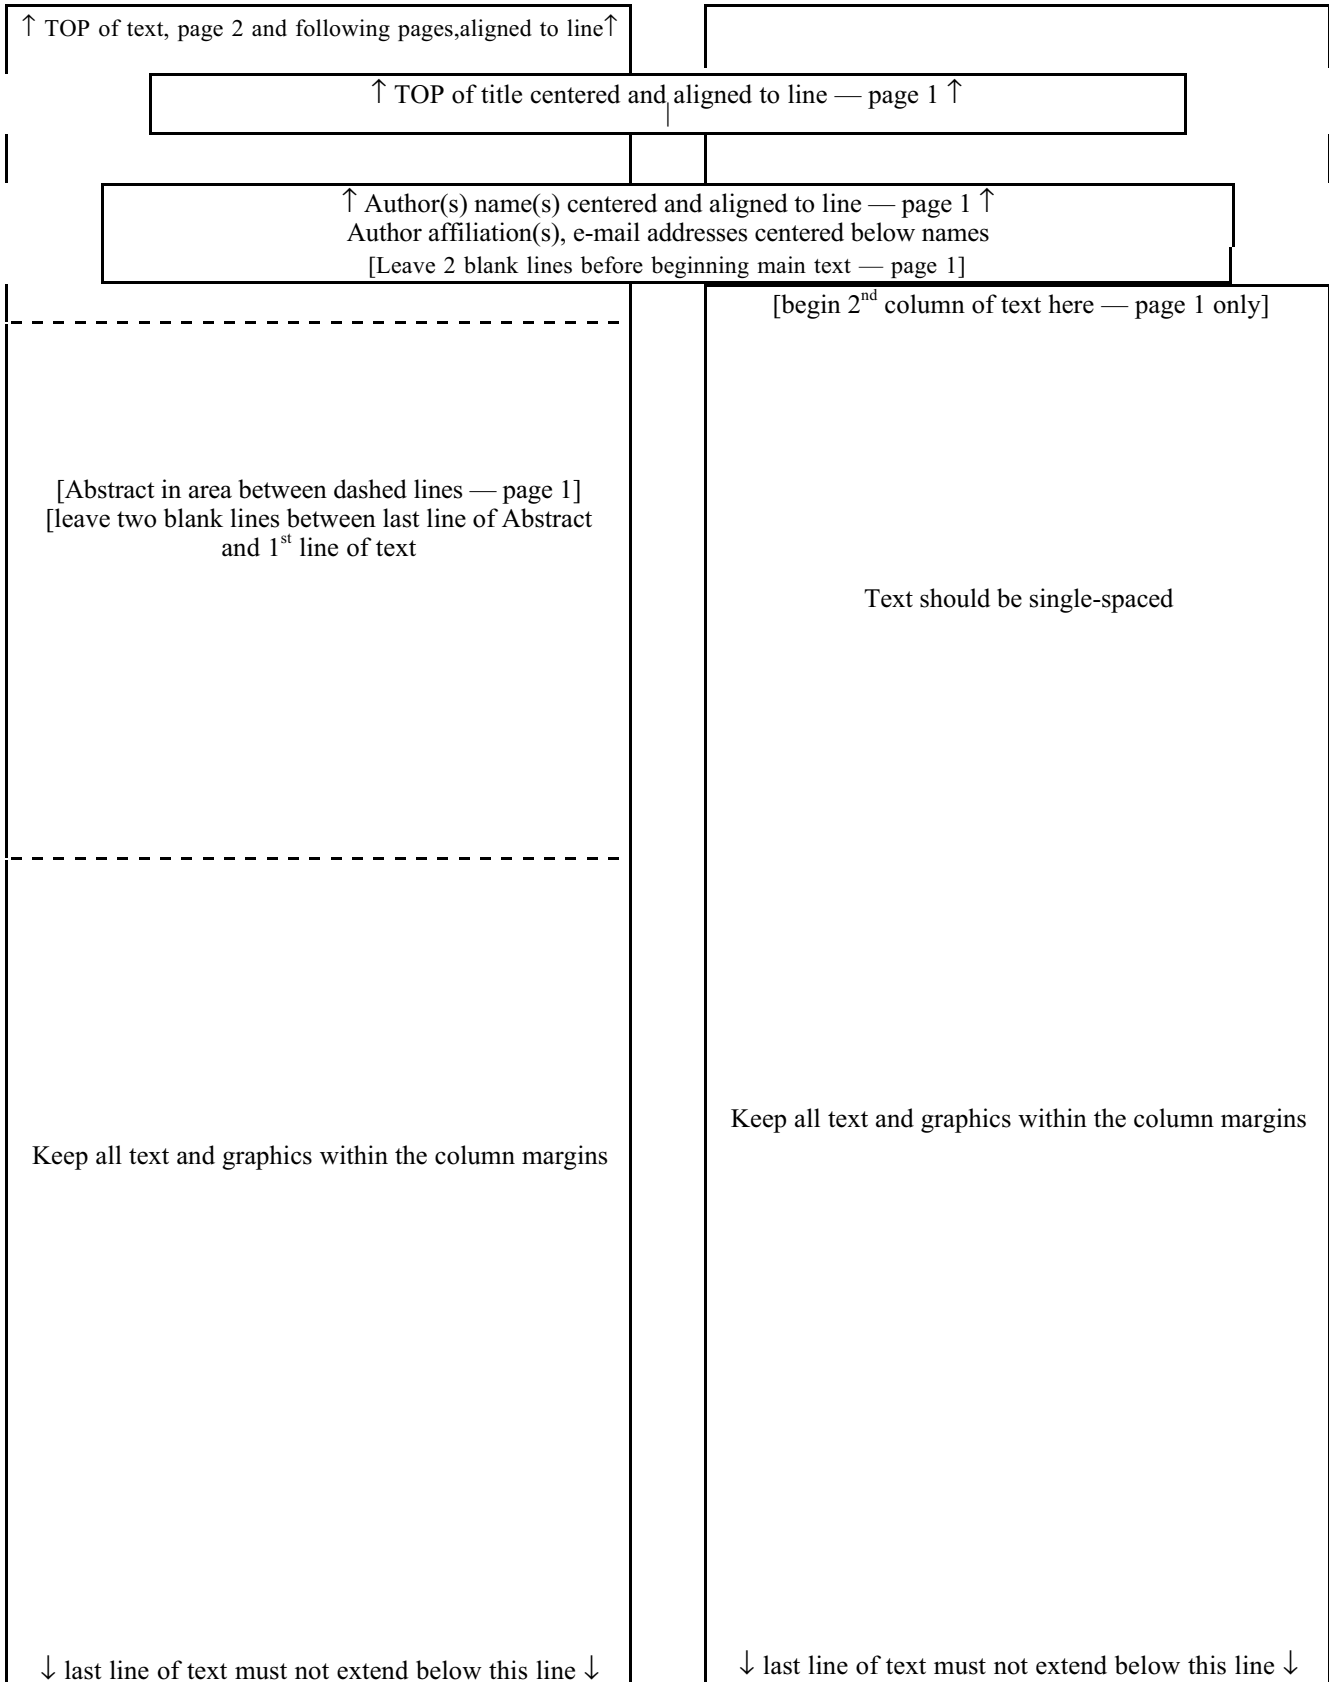 ↑ TOP of text, page 2 and following pages,aligned to line↑
↑ TOP of title centered and aligned to line — page 1 ↑
↑ Author(s) name(s) centered and aligned to line — page 1 ↑
Author affiliation(s), e-mail addresses centered below names
[Leave 2 blank lines before beginning main text — page 1]
[Abstract in area between dashed lines — page 1]
[leave two blank lines between last line of Abstract
and 1st line of text
Keep all text and graphics within the column margins
↓ last line of text must not extend below this line ↓
[begin 2nd column of text here — page 1 only]
Text should be single-spaced
Keep all text and graphics within the column margins
↓ last line of text must not extend below this line ↓